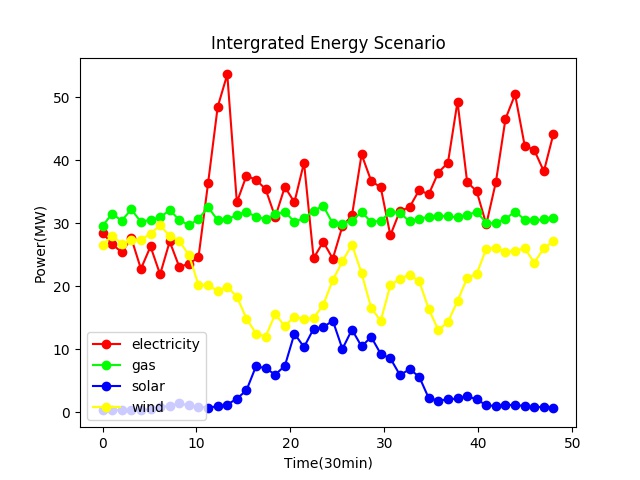 Intergrated Energy Scenario
Power(MW)
50
40
30
20
10
0
electricity
gas
solar
wind
0 10 20 30 40 50
Time(30min)